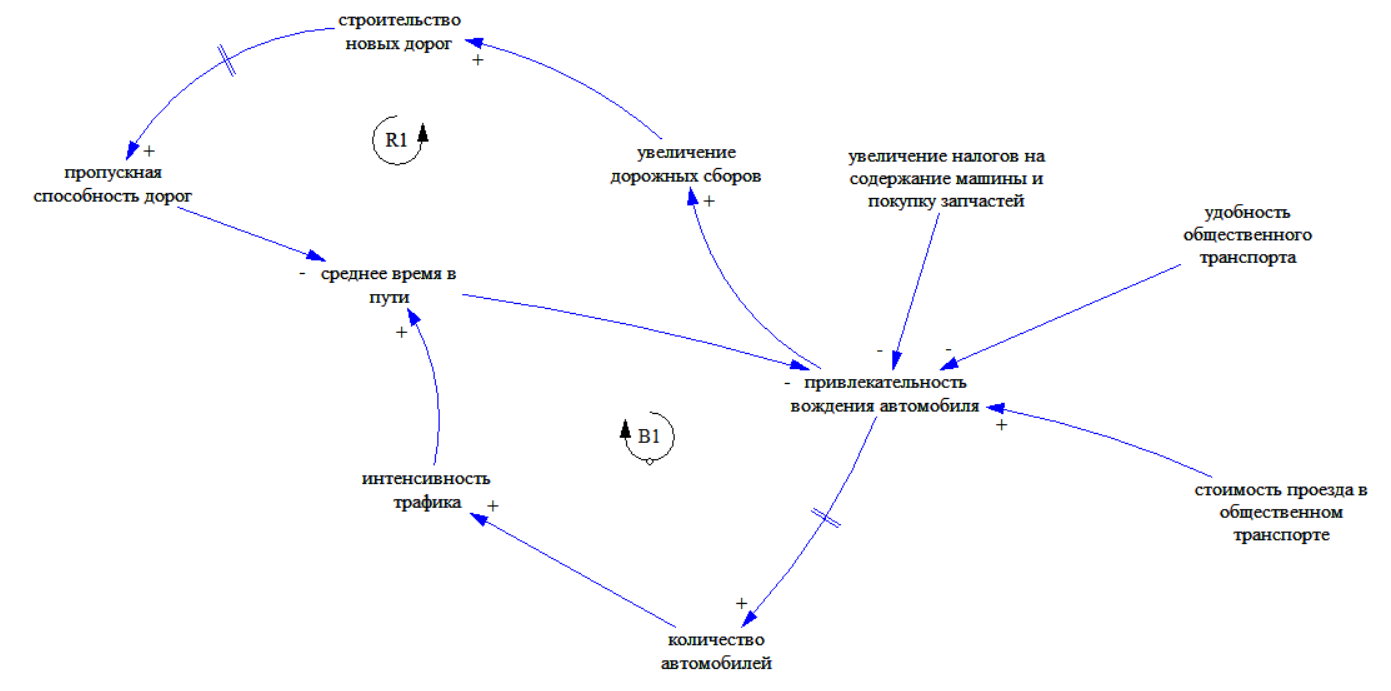 строительство
новых дорог
+
R1
+
пропускная
способность дорог
увеличение
дорожных сборов
+
увеличение налогов на
содержание машины и
покупку запчастей
удобность
общественного
транспорта
- среднее время в
пути
+
-
-
- привлекательность
вождения автомобиля
+
B1
интенсивность
трафика
+
стоимость проезда в
общественном
транспорте
+
количество
автомобилей